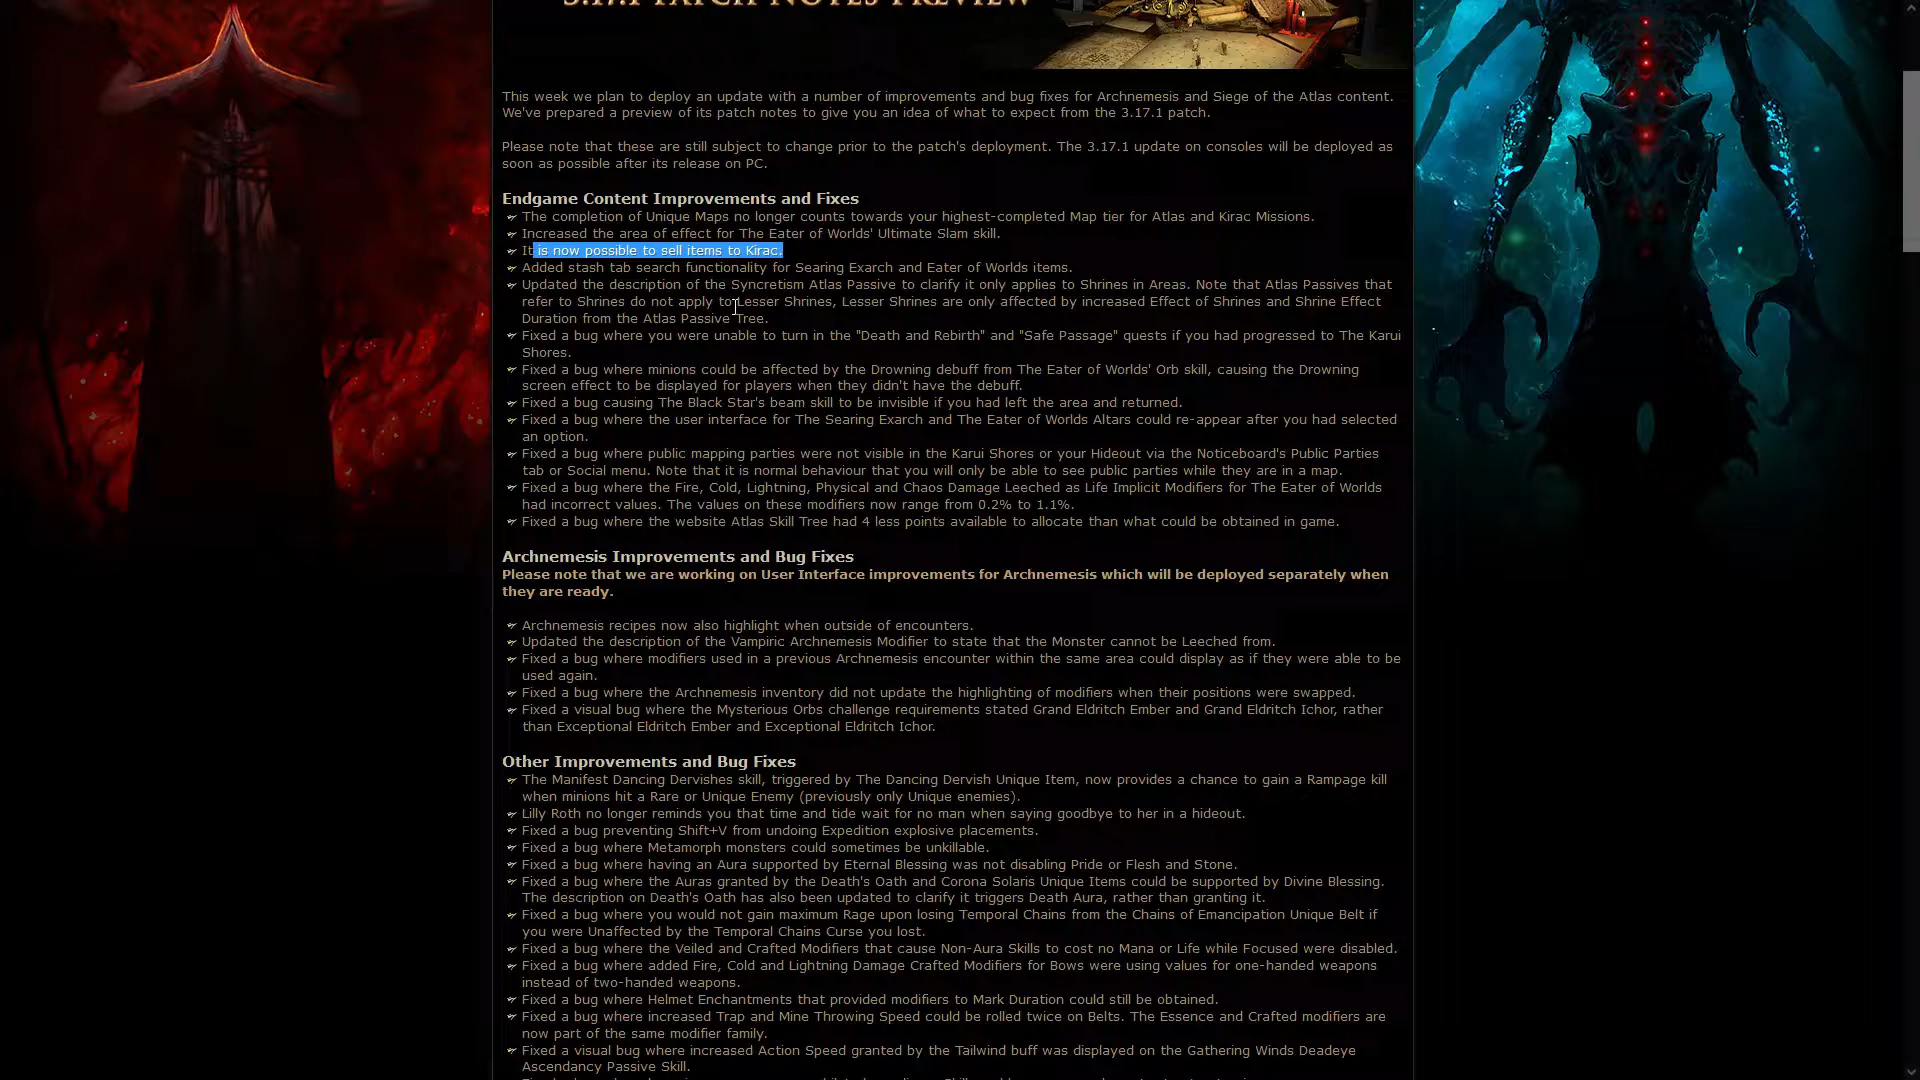 3.17.1 PATCH NOTES PREVIEW
This week we plan to deploy an update with a number of improvements and bug fixes for Archnemesis and Siege of the Atlas content.
We've prepared a preview of its patch notes to give you an idea of what to expect from the 3.17.1 patch.
Please note that these are still subject to change prior to the patch's deployment. The 3.17.1 update on consoles will be deployed as
soon as possible after its release on PC.
Endgame Content Improvements and Fixes
The completion of Unique Maps no longer counts towards your highest-completed Map tier for Atlas and Kirac Missions.
Increased the area of effect for The Eater of Worlds' Ultimate Slam skill.
It is now possible to sell items to Kirac.
Added stash tab search functionality for Searing Exarch and Eater of Worlds items.
Updated the description of the Syncretism Atlas Passive to clarify it only applies to Shrines in Areas. Note that Atlas Passives that
refer to Shrines do not apply to Lesser Shrines, Lesser Shrines are only affected by increased Effect of Shrines and Shrine Effect
Duration from the Atlas Passive Tree.
Fixed a bug where you were unable to turn in the "Death and Rebirth" and "Safe Passage" quests if you had progressed to The Karui
Shores.
Fixed a bug where minions could be affected by the Drowning debuff from The Eater of Worlds' Orb skill, causing the Drowning
screen effect to be displayed for players when they didn't have the debuff.
Fixed a bug causing The Black Star's beam skill to be invisible if you had left the area and returned.
Fixed a bug where the user interface for The Searing Exarch and The Eater of Worlds Altars could re-appear after you had selected
an option.
Fixed a bug where public mapping parties were not visible in the Karui Shores or your Hideout via the Noticeboard's Public Parties
tab or Social menu. Note that it is normal behaviour that you will only be able to see public parties while they are in a map.
Fixed a bug where the Fire, Cold, Lightning, Physical and Chaos Damage Leeched as Life Implicit Modifiers for The Eater of Worlds
had incorrect values. The values on these modifiers now range from 0.2% to 1.1%.
Fixed a bug where the website Atlas Skill Tree had 4 less points available to allocate than what could be obtained in game.
Archnemesis Improvements and Bug Fixes
Please note that we are working on User Interface improvements for Archnemesis which will be deployed separately when
they are ready.
Archnemesis recipes now also highlight when outside of encounters.
Updated the description of the Vampiric Archnemesis Modifier to state that the Monster cannot be Leeched from.
Fixed a bug where modifiers used in a previous Archnemesis encounter within the same area could display as if they were able to be
used again.
Fixed a bug where the Archnemesis inventory did not update the highlighting of modifiers when their positions were swapped.
Fixed a visual bug where the Mysterious Orbs challenge requirements stated Grand Eldritch Ember and Grand Eldritch Ichor, rather
than Exceptional Eldritch Ember and Exceptional Eldritch Ichor.
Other Improvements and Bug Fixes
The Manifest Dancing Dervishes skill, triggered by The Dancing Dervish Unique Item, now provides a chance to gain a Rampage kill
when minions hit a Rare or Unique Enemy (previously only Unique enemies).
Lilly Roth no longer reminds you that time and tide wait for no man when saying goodbye to her in a hideout.
Fixed a bug preventing Shift+V from undoing Expedition explosive placements.
Fixed a bug where Metamorph monsters could sometimes be unkillable.
Fixed a bug where having an Aura supported by Eternal Blessing was not disabling Pride or Flesh and Stone.
Fixed a bug where the Auras granted by the Death's Oath and Corona Solaris Unique Items could be supported by Divine Blessing.
The description on Death's Oath has also been updated to clarify it triggers Death Aura, rather than granting it.
Fixed a bug where you would not gain maximum Rage upon losing Temporal Chains from the Chains of Emancipation Unique Belt if
you were Unaffected by the Temporal Chains Curse you lost.
Fixed a bug where the Veiled and Crafted Modifiers that cause Non-Aura Skills to cost no Mana or Life while Focused were disabled.
Fixed a bug where added Fire, Cold and Lightning Damage Crafted Modifiers for Bows were using values for one-handed weapons
instead of two-handed weapons.
Fixed a bug where Helmet Enchantments that provided modifiers to Mark Duration could still be obtained.
Fixed a bug where increased Trap and Mine Throwing Speed could be rolled twice on Belts. The Essence and Crafted modifiers are
now part of the same modifier family.
Fixed a visual bug where increased Action Speed granted by the Tailwind buff was displayed on the Gathering Winds Deadeye
Ascendancy Passive Skill.